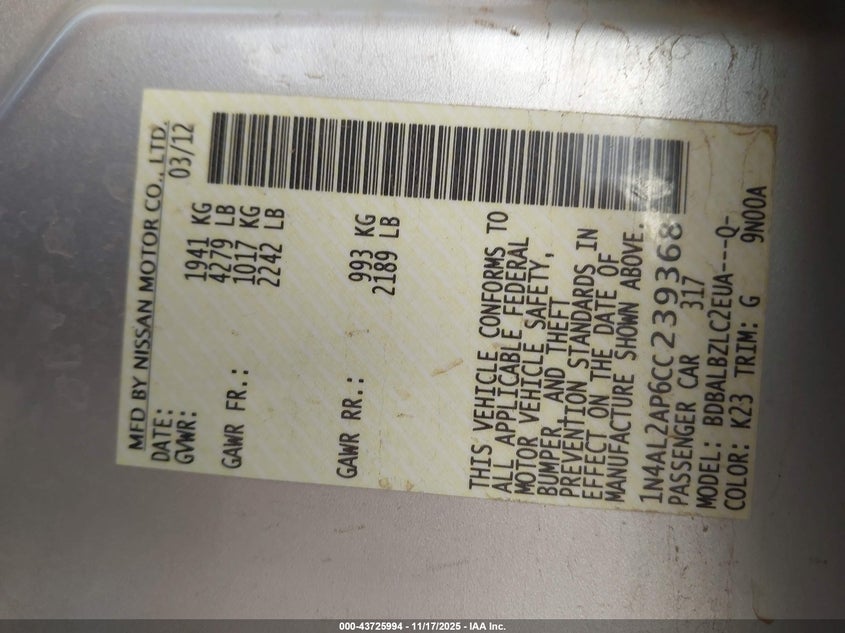 MFD BY NISSAN MOTOR CO., LTD.
DATE: 03/12
GVWR: 1941 KG
4279 LB
GAWR FR.: 1017 KG
2242 LB
GAWR RR.: 993 KG
2189 LB
THIS VEHICLE CONFORMS TO
ALL APPLICABLE FEDERAL
MOTOR VEHICLE SAFETY,
BUMPER, AND THEFT
PREVENTION STANDARDS IN
EFFECT ON THE DATE OF
MANUFACTURE SHOWN ABOVE.
1N4AL2AP6CC239368
PASSENGER CAR 317
MODEL: BDBALBZLC2EUA---Q-
COLOR: K23 TRIM: G 9N00A
000-43725994 - 11/17/2025 - IAA Inc.